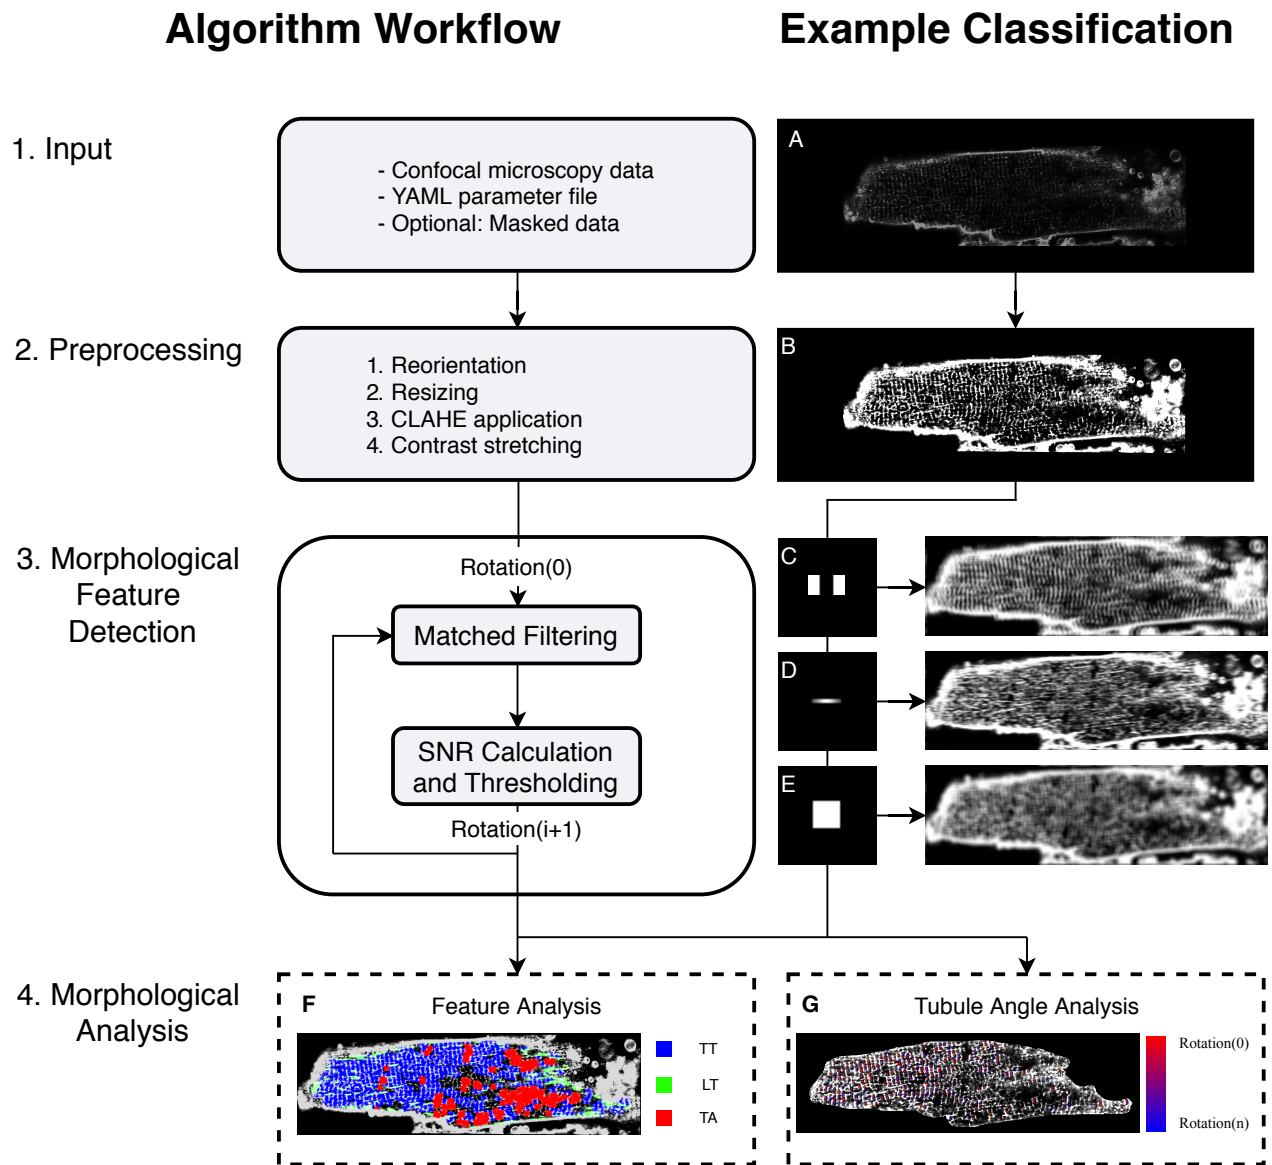 Algorithm Workflow
Example Classification
1. Input
- Confocal microscopy data
- YAML parameter file
- Optional: Masked data
A
2. Preprocessing
1. Reorientation
2. Resizing
3. CLAHE application
4. Contrast stretching
B
3. Morphological
Feature
Detection
Rotation(0)
Matched Filtering
SNR Calculation
and Thresholding
Rotation(i+1)
C
D
E
4. Morphological
Analysis
F
Feature Analysis
TT
LT
TA
G
Tubule Angle Analysis
Rotation(0)
Rotation(n)